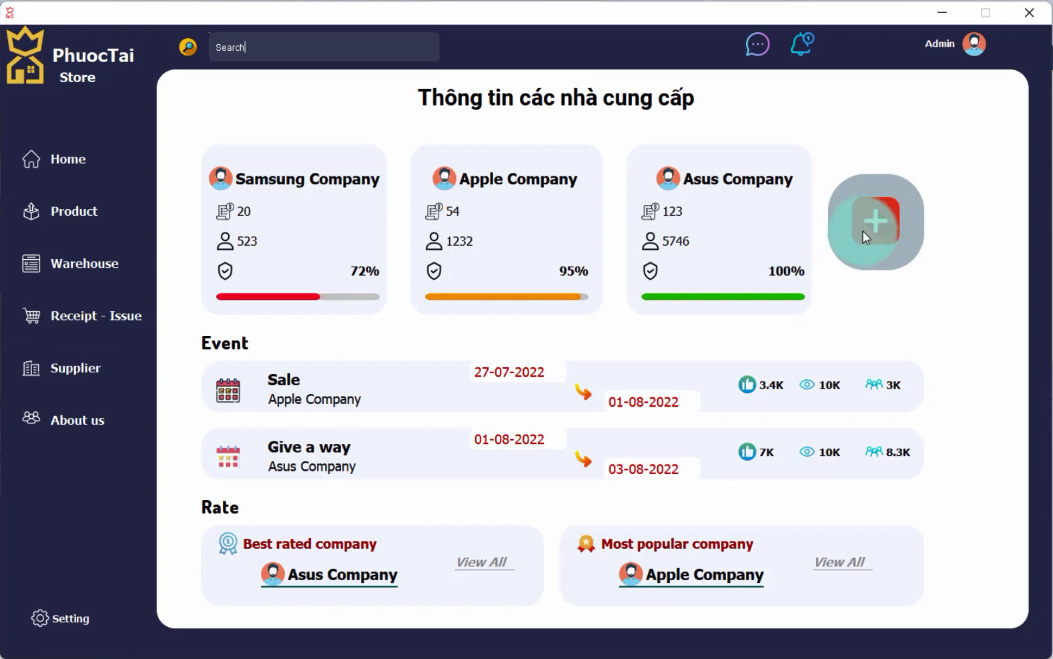 PhuocTai
Store
Search
Admin
Home
Product
Warehouse
Receipt - Issue
Supplier
About us
Setting
Thông tin các nhà cung cấp
Samsung Company
20
523
72%
Apple Company
54
1232
95%
Asus Company
123
5746
100%
Event
Sale
Apple Company
27-07-2022
01-08-2022
3.4K
10K
3K
Give a way
Asus Company
01-08-2022
03-08-2022
7K
10K
8.3K
Rate
Best rated company
Asus Company
View All
Most popular company
Apple Company
View All